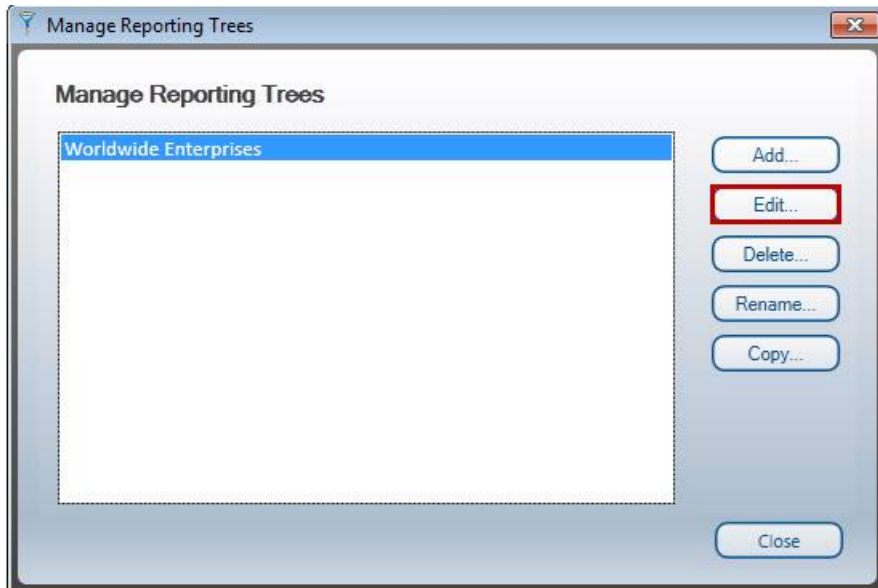 Manage Reporting Trees
Manage Reporting Trees
Worldwide Enterprises
Add...
Edit...
Delete...
Rename...
Copy...
Close